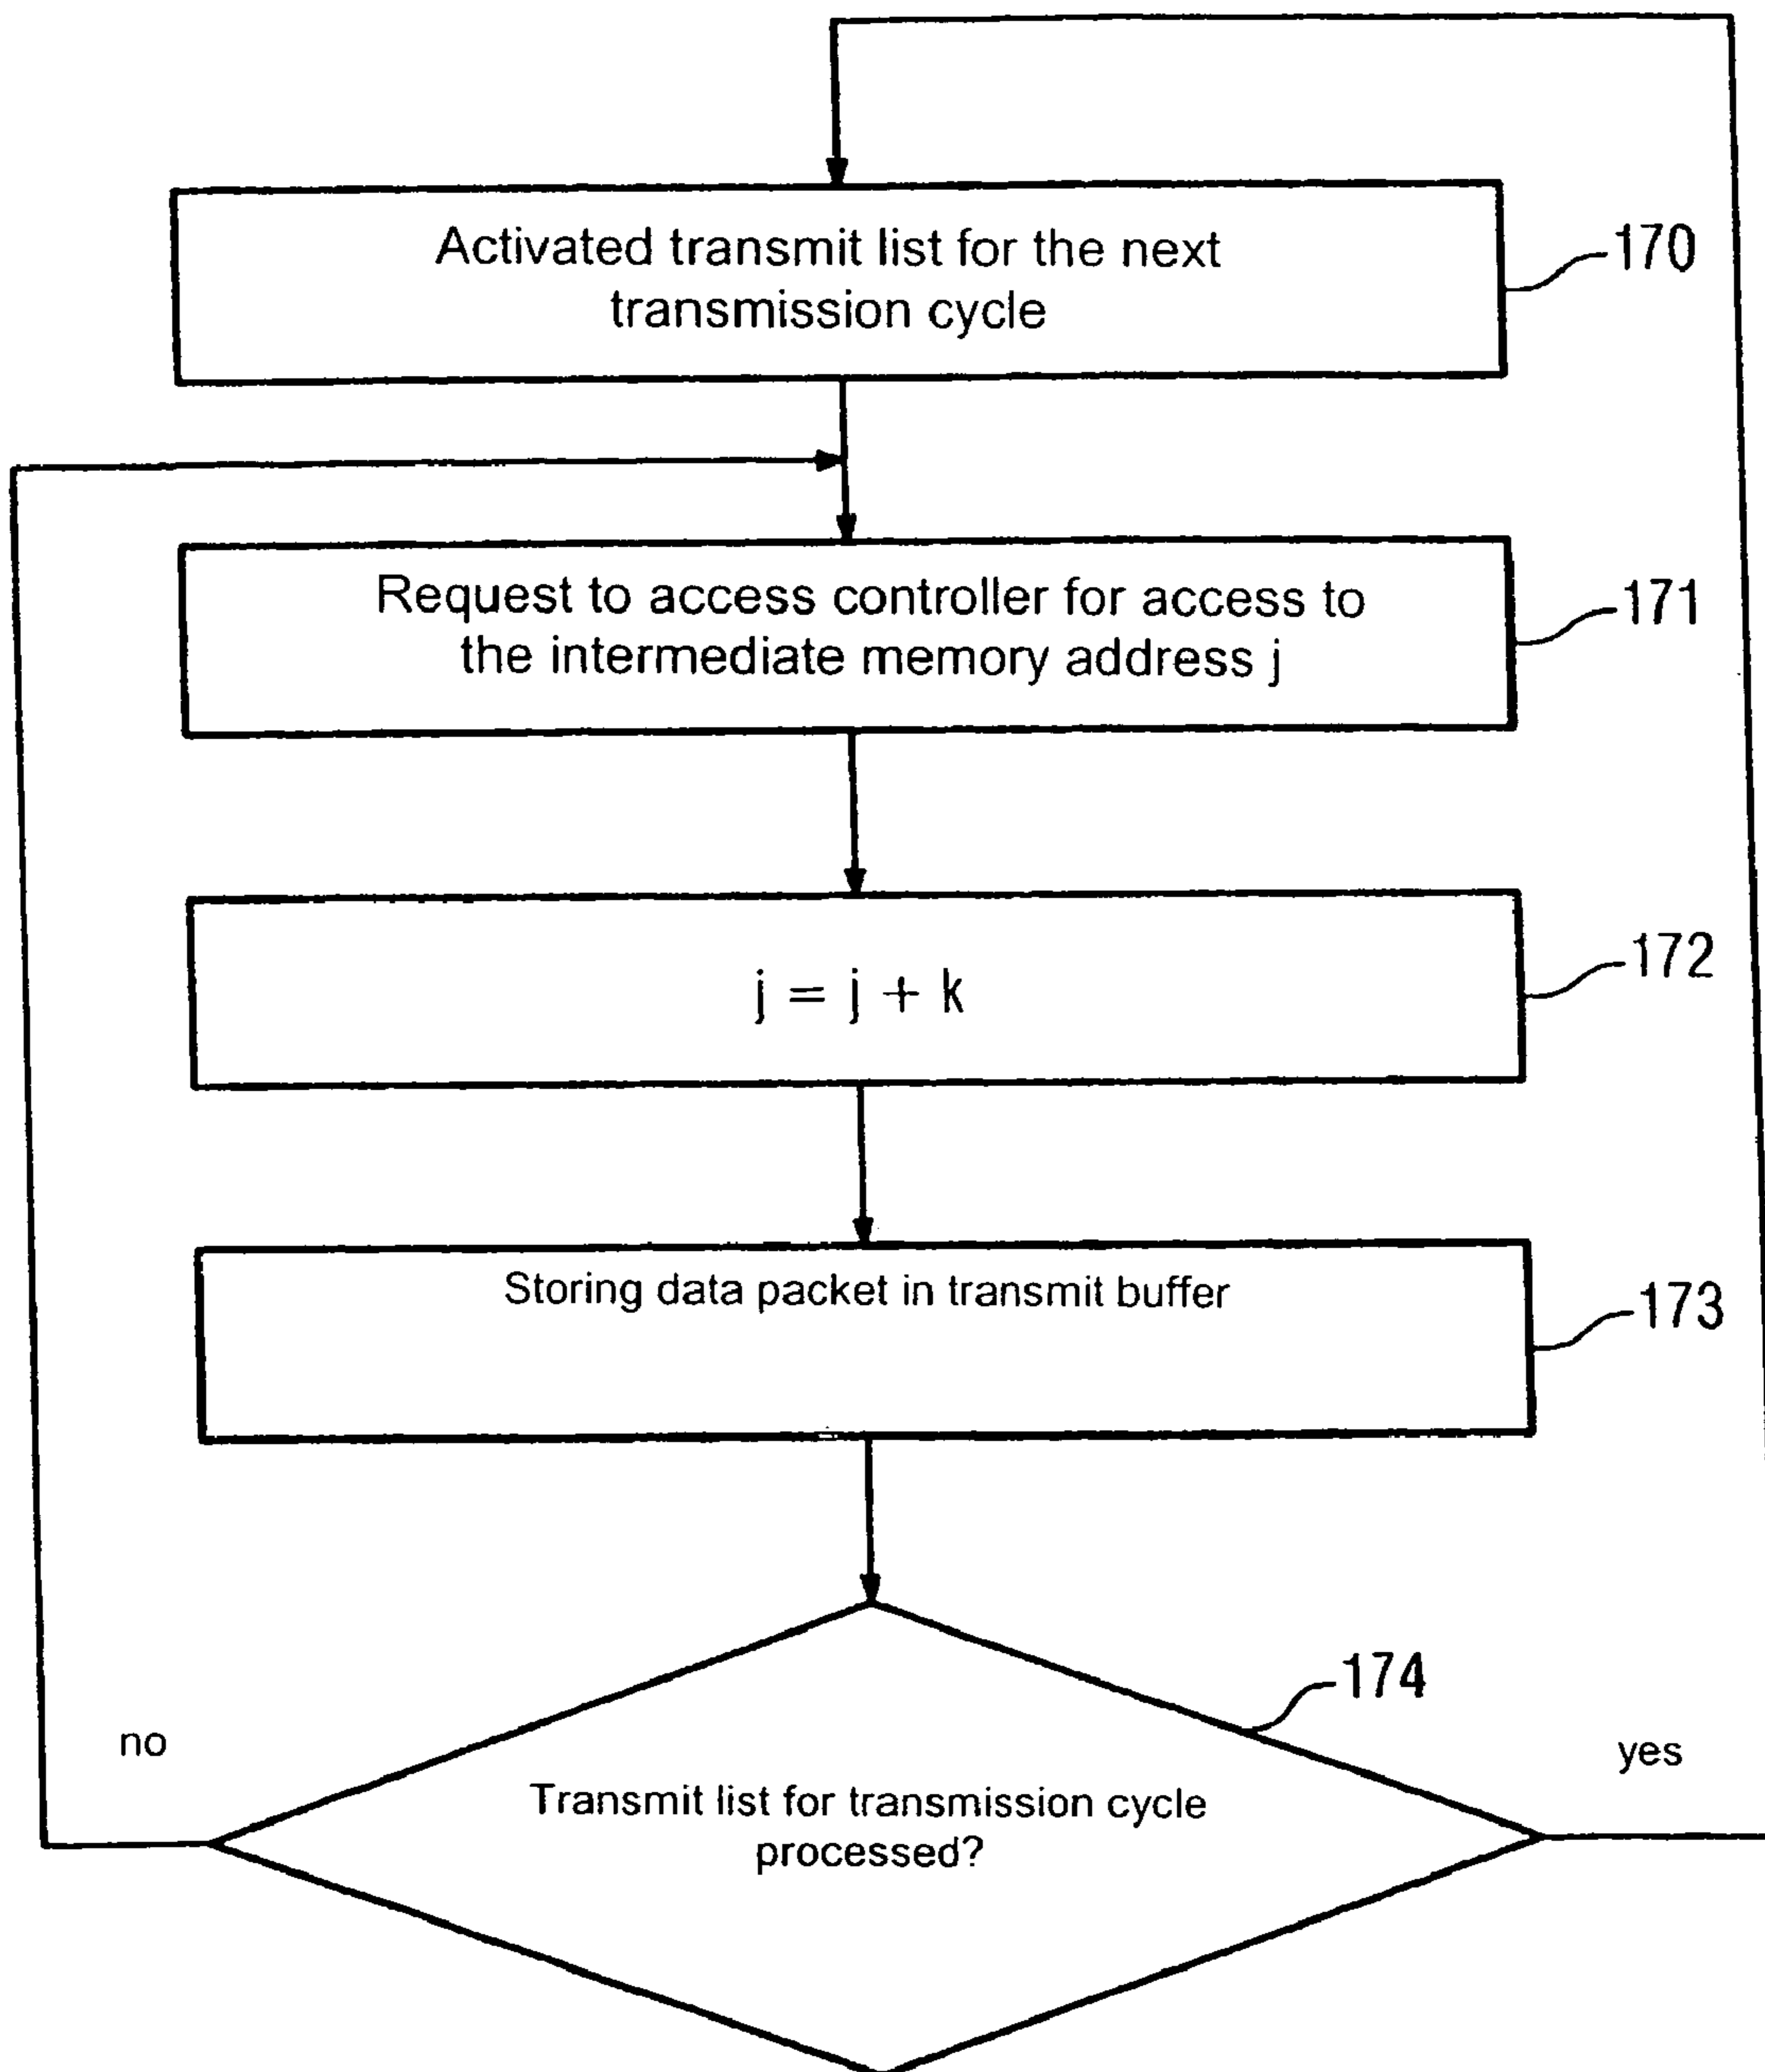 Activated transmit list for the next
transmission cycle
170
Request to access controller for access to
the intermediate memory address j
171
j = j + k
172
Storing data packet in transmit buffer
173
174
no
yes
Transmit list for transmission cycle
processed?